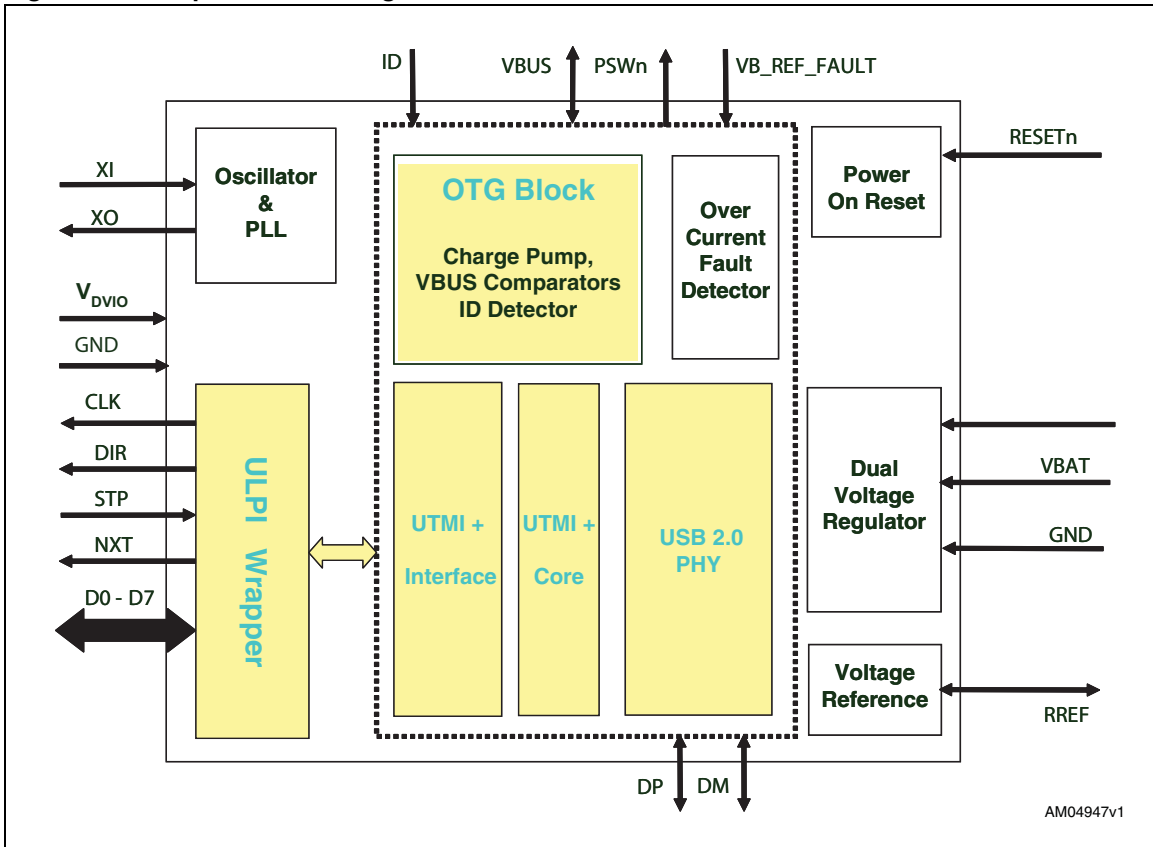 ID
VBUS
PSWn
VB_REF_FAULT
XI
XO
Oscillator
&
PLL
OTG Block
Charge Pump,
VBUS Comparators
ID Detector
Over
Current
Fault
Detector
Power
On Reset
RESETn
VDVIO
GND
CLK
DIR
STP
NXT
D0 - D7
ULPI Wrapper
UTMI +
Interface
UTMI +
Core
USB 2.0
PHY
Dual
Voltage
Regulator
VBAT
GND
Voltage
Reference
RREF
DP
DM
AM04947v1